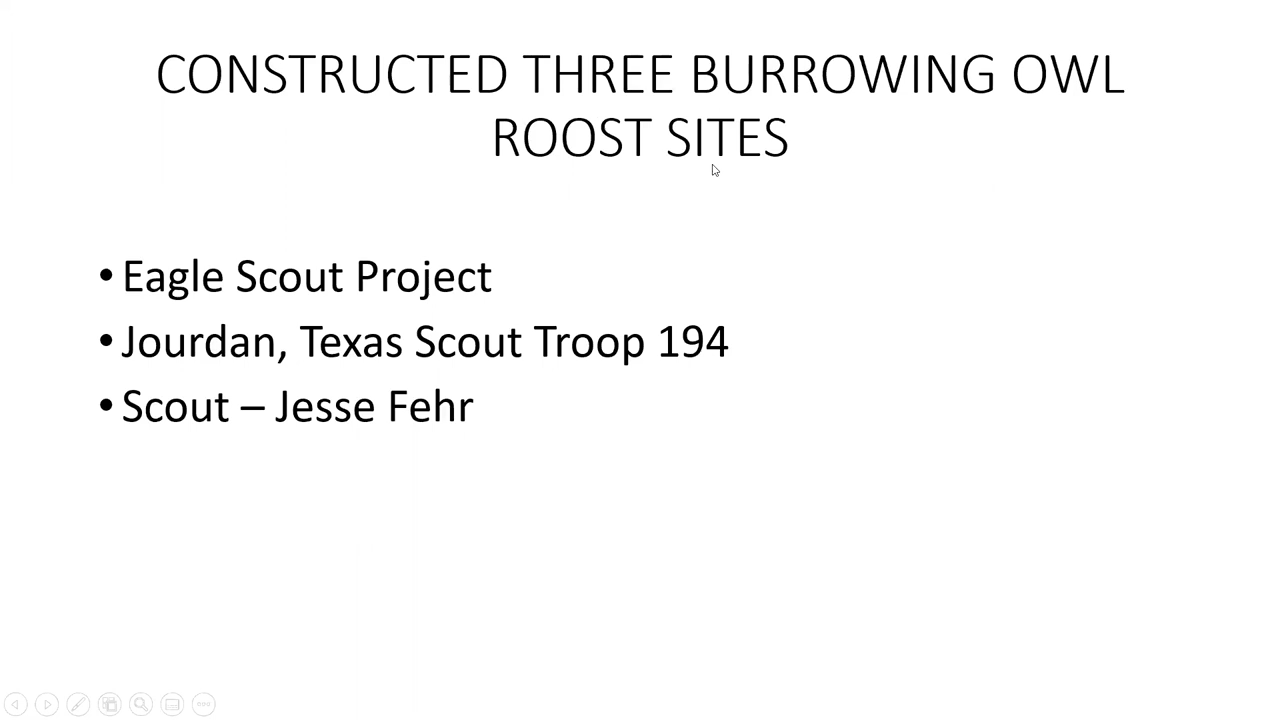 CONSTRUCTED THREE BURROWING OWL
ROOST SITES
• Eagle Scout Project
• Jourdan, Texas Scout Troop 194
• Scout – Jesse Fehr